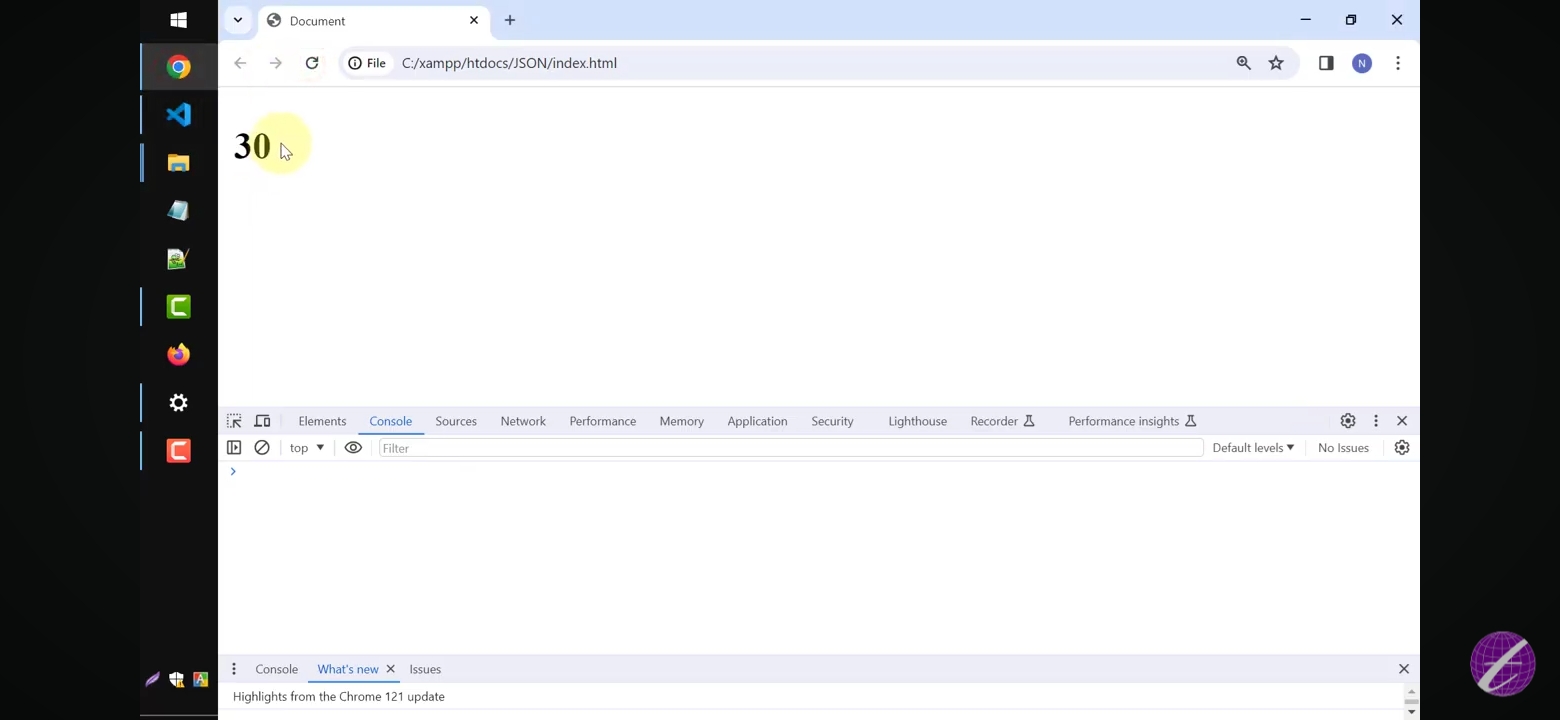 Document
File C:/xampp/htdocs/JSON/index.html
N
30
Elements Console Sources Network Performance Memory Application Security Lighthouse Recorder Performance insights
top Filter Default levels No Issues
Console What's new Issues
Highlights from the Chrome 121 update